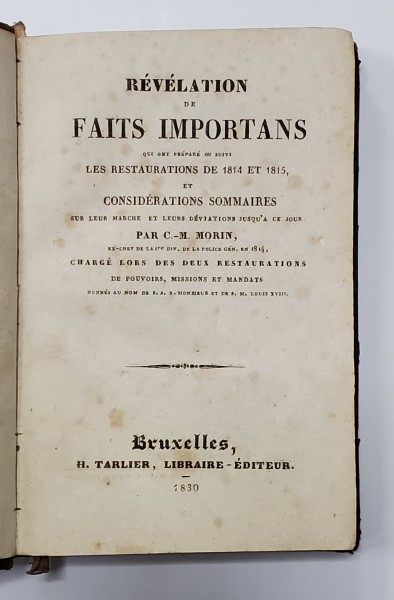 RÉVÉLATION
DE
FAITS IMPORTANS
QUI ONT PRÉPARÉ OU SUIVI
LES RESTAURATIONS DE 1814 ET 1815,
ET
CONSIDÉRATIONS SOMMAIRES
SUR LEUR MARCHE ET LEURS DÉVIATIONS JUSQU'A CE JOUR.
PAR C.-M. MORIN,
EX-CHEF DE LA 1re DIV. DE LA POLICE GÉN. EN 1814,
CHARGÉ LORS DES DEUX RESTAURATIONS
DE POUVOIRS, MISSIONS ET MANDATS
DONNÉS AU NOM DE S. A. R. MONSIEUR ET DE S. M. LOUIS XVIII.
Bruxelles,
H. TARLIER, LIBRAIRE-ÉDITEUR.
1830